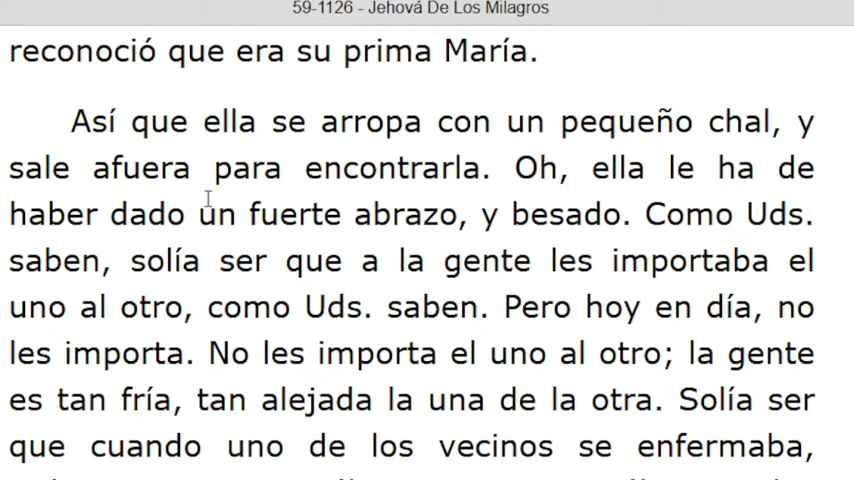 59-1126 - Jehová De Los Milagros
reconoció que era su prima María.
Así que ella se arropa con un pequeño chal, y
sale afuera para encontrarla. Oh, ella le ha de
haber dado un fuerte abrazo, y besado. Como Uds.
saben, solía ser que a la gente les importaba el
uno al otro, como Uds. saben. Pero hoy en día, no
les importa. No les importa el uno al otro; la gente
es tan fría, tan alejada la una de la otra. Solía ser
que cuando uno de los vecinos se enfermaba,